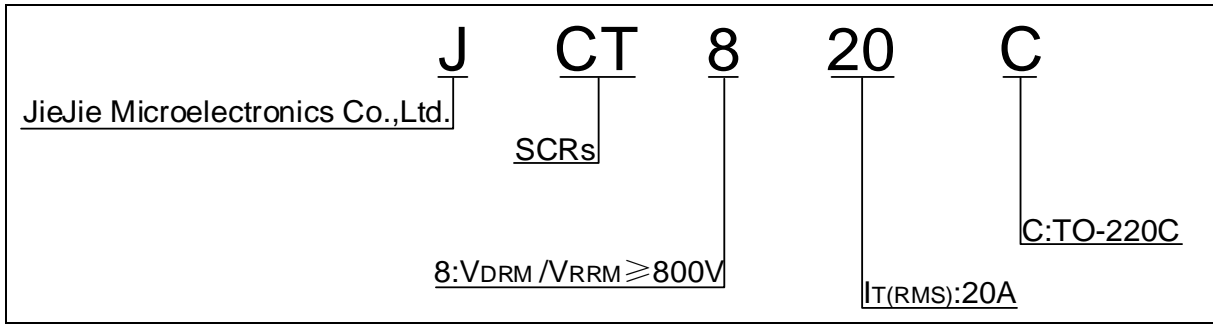 J CT 8 20 C
JieJie Microelectronics Co.,Ltd.
SCRs
C:TO-220C
8:VDRM /VRRM≥800V
IT(RMS):20A